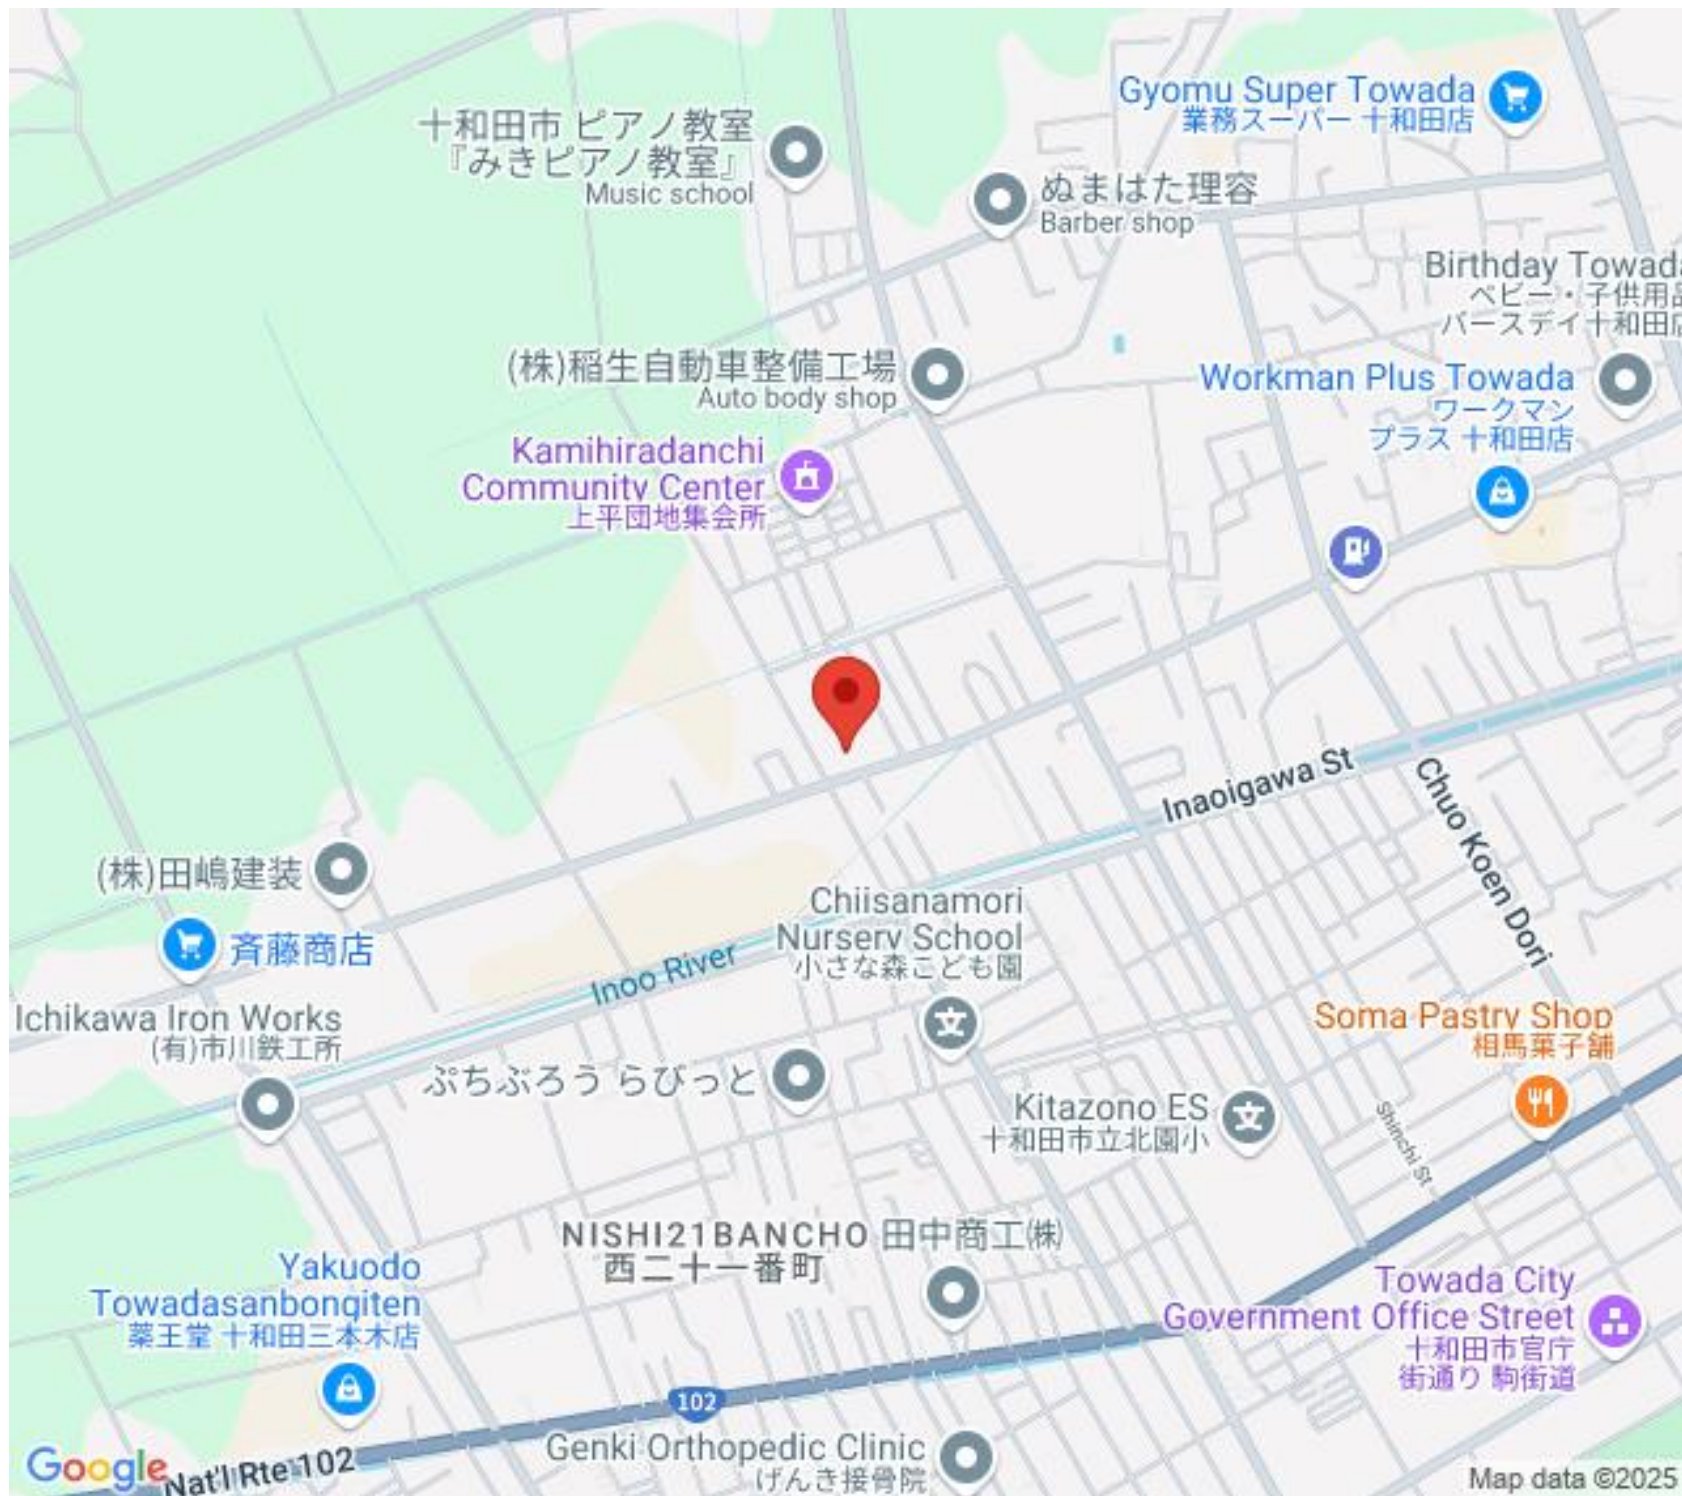 Gyomu Super Towada
業務スーパー 十和田店
十和田市 ピアノ教室
『みきピアノ教室』
Music school
ぬまはた理容
Barber shop
Birthday Towada
ベビー・子供用品
バースデイ十和田店
(株)稲生自動車整備工場
Auto body shop
Workman Plus Towada
ワークマン
プラス 十和田店
Kamihiradanchi
Community Center
上平団地集会所
Inaoigawa St
Chuo Koen Dori
(株)田嶋建装
斉藤商店
Chiisanamori
Nursery School
小さな森こども園
Inoo River
Ichikawa Iron Works
(有)市川鉄工所
Soma Pastry Shop
相馬菓子舗
ぷちぶろう らびっと
Kitazono ES
十和田市立北園小
Shinchi St
NISHI21BANCHO
西二十一番町
田中商工㈱
Yakuodo
Towadasanbongiten
薬王堂 十和田三本木店
Towada City
Government Office Street
十和田市官庁
街通り 駒街道
102
Nat'l Rte 102
Genki Orthopedic Clinic
げんき接骨院
Google
Map data ©2025